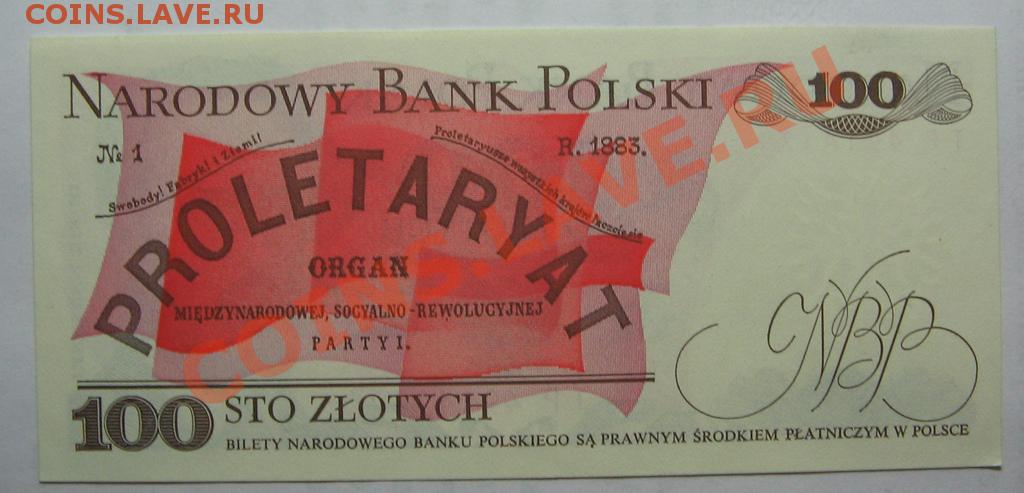 COINS.LAVE.RU
NARODOWY BANK POLSKI
100
№ 1
Swobody! Fabryk! i Ziemi!
Proletaryusze wszystkich krajów łączcie się
R. 1883.
PROLETARYAT
ORGAN
MIĘDZYNARODOWEJ, SOCYALNO-REWOLUCYJNEJ
PARTYI.
NBP
100 STO ZŁOTYCH
BILETY NARODOWEGO BANKU POLSKIEGO SĄ PRAWNYM ŚRODKIEM PŁATNICZYM W POLSCE
COINS.LAVE.RU